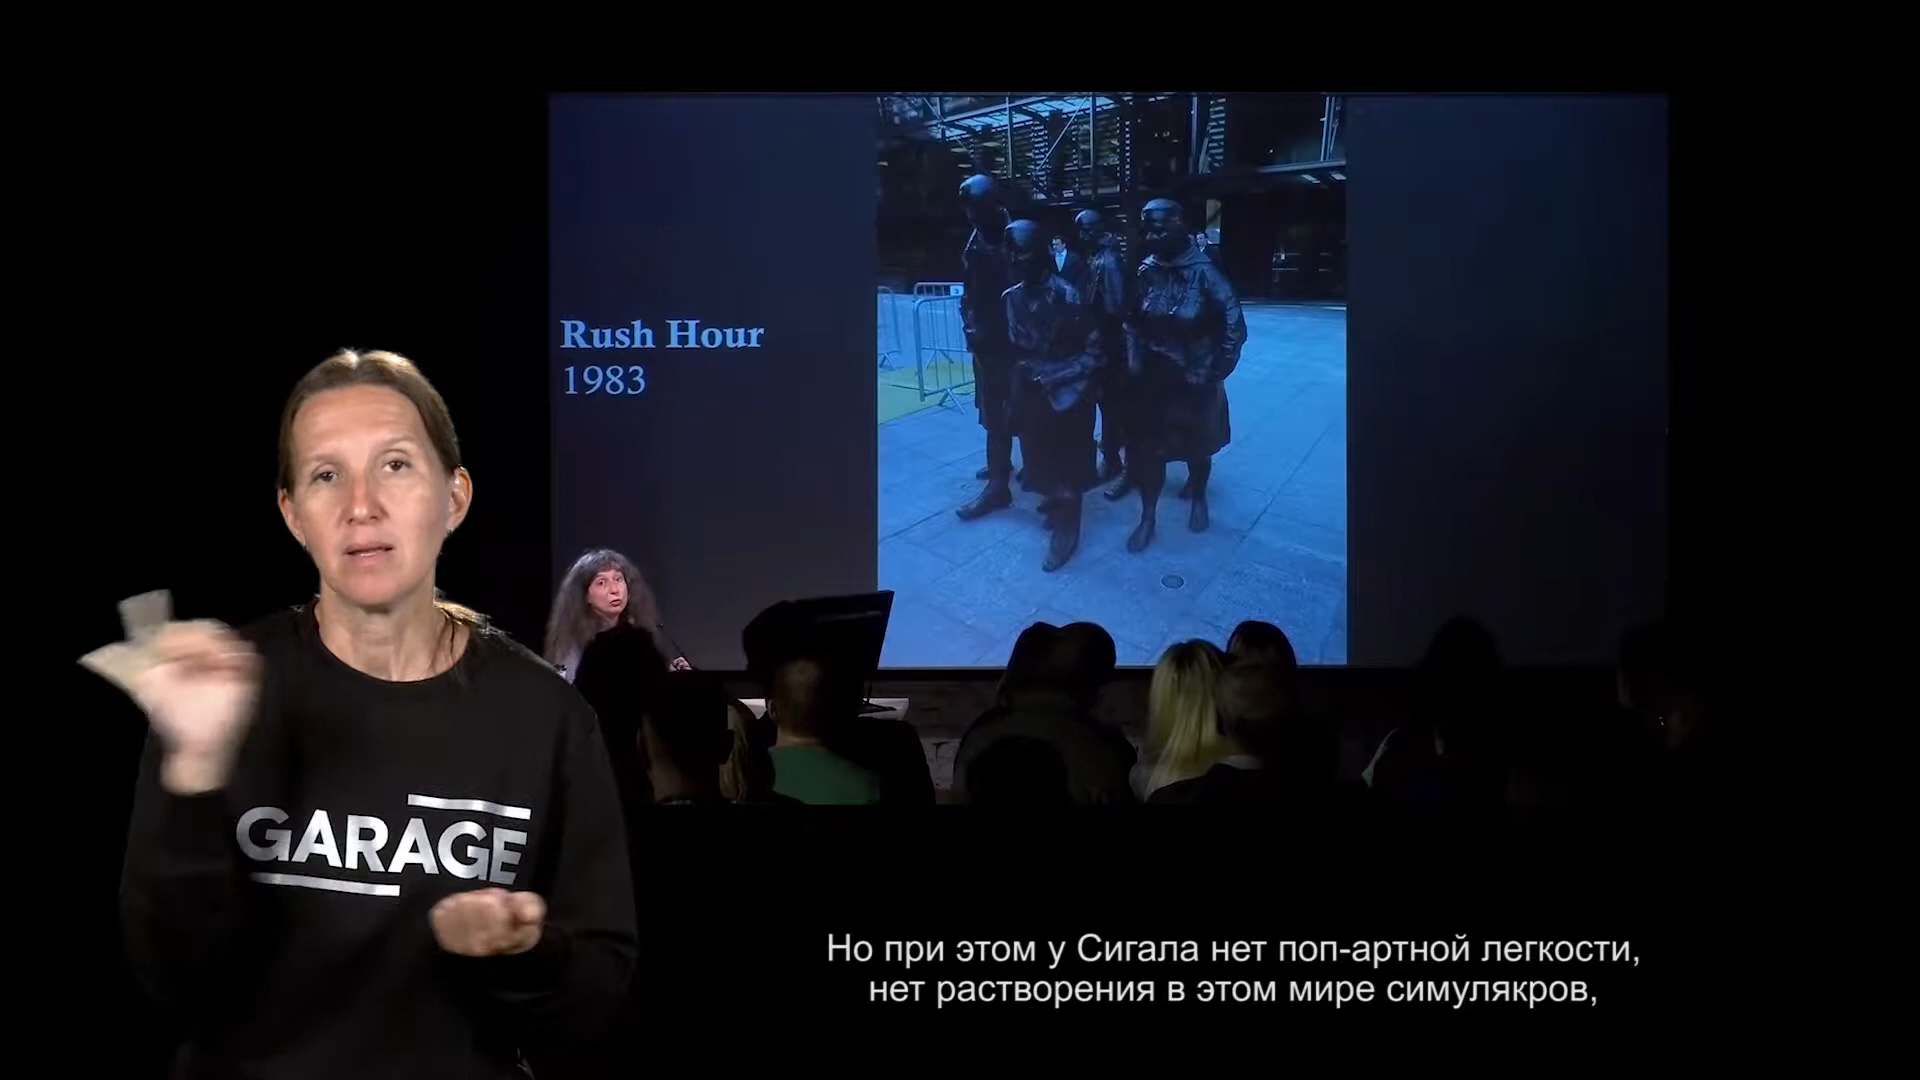 Rush Hour
1983
GARAGE
Но при этом у Сигала нет поп-артной легкости,
нет растворения в этом мире симулякров,